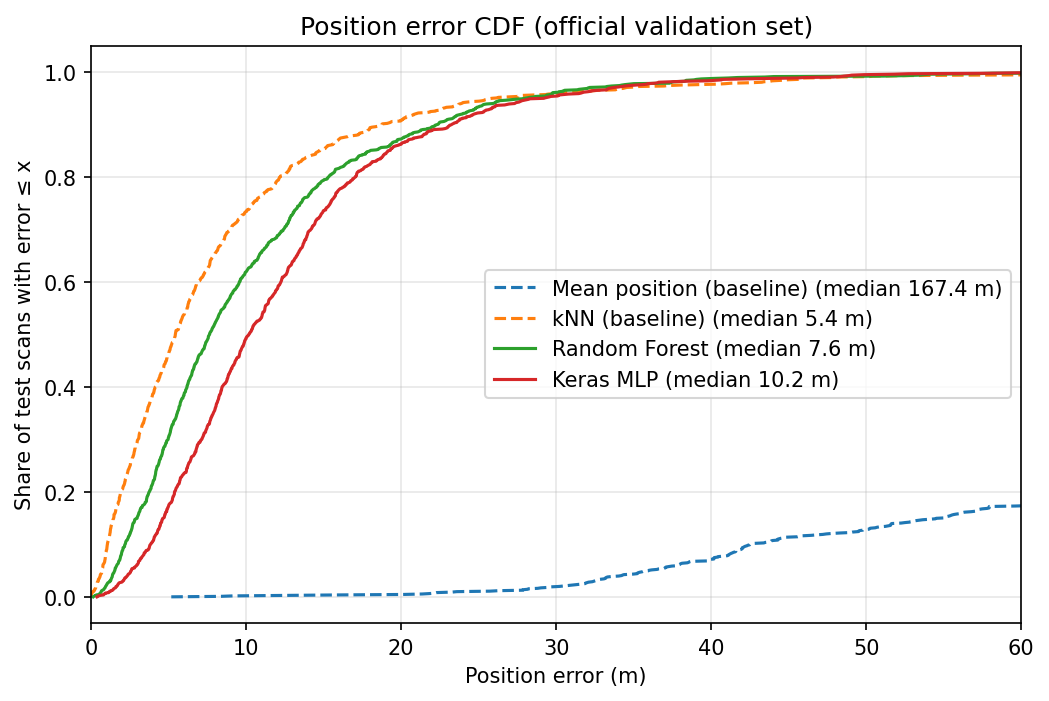 Position error CDF (official validation set)
Share of test scans with error ≤ x
1.0
0.8
0.6
0.4
0.2
0.0
Mean position (baseline) (median 167.4 m)
kNN (baseline) (median 5.4 m)
Random Forest (median 7.6 m)
Keras MLP (median 10.2 m)
0 10 20 30 40 50 60
Position error (m)